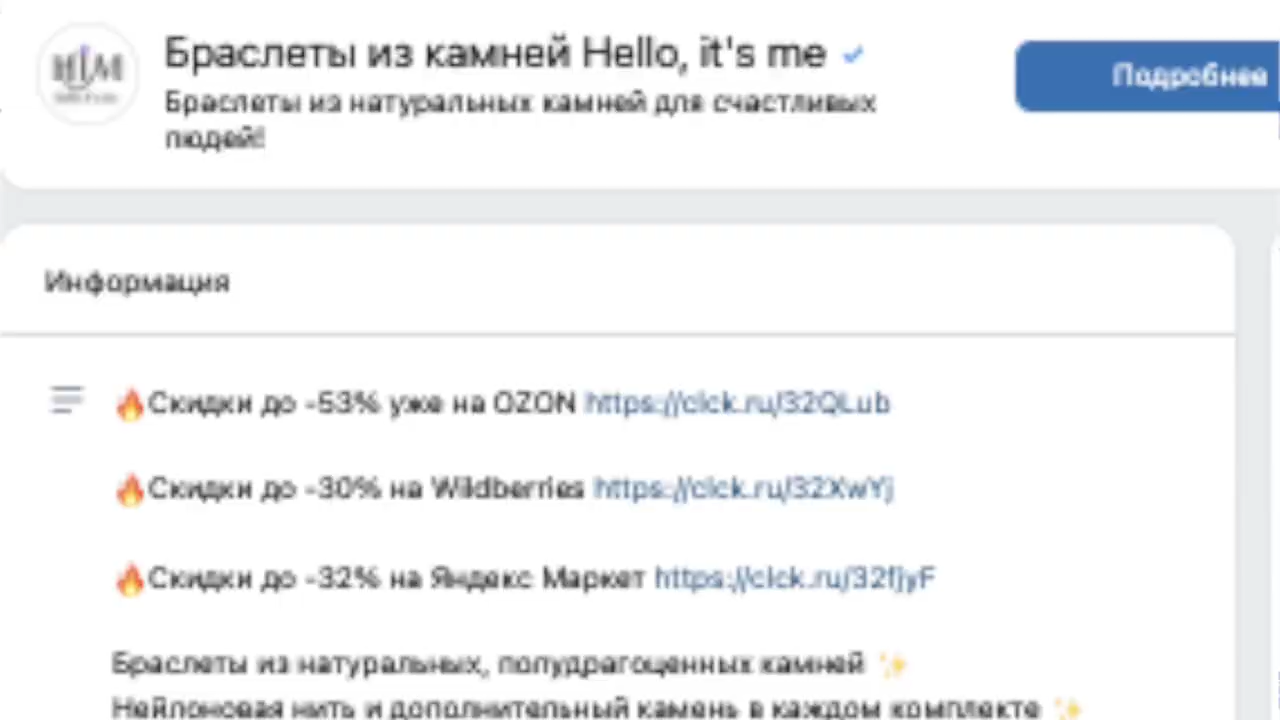 Браслеты из камней Hello, it's me
Браслеты из натуральных камней для счастливых
людей!
Подробнее
Информация
🔥Скидки до -53% уже на OZON https://clck.ru/32QLub
🔥Скидки до -30% на Wildberries https://clck.ru/32XwYj
🔥Скидки до -32% на Яндекс Маркет https://clck.ru/32fjyF
Браслеты из натуральных, полудрагоценных камней ✨
Нейлоновая нить и дополнительный камень в каждом комплекте ✨